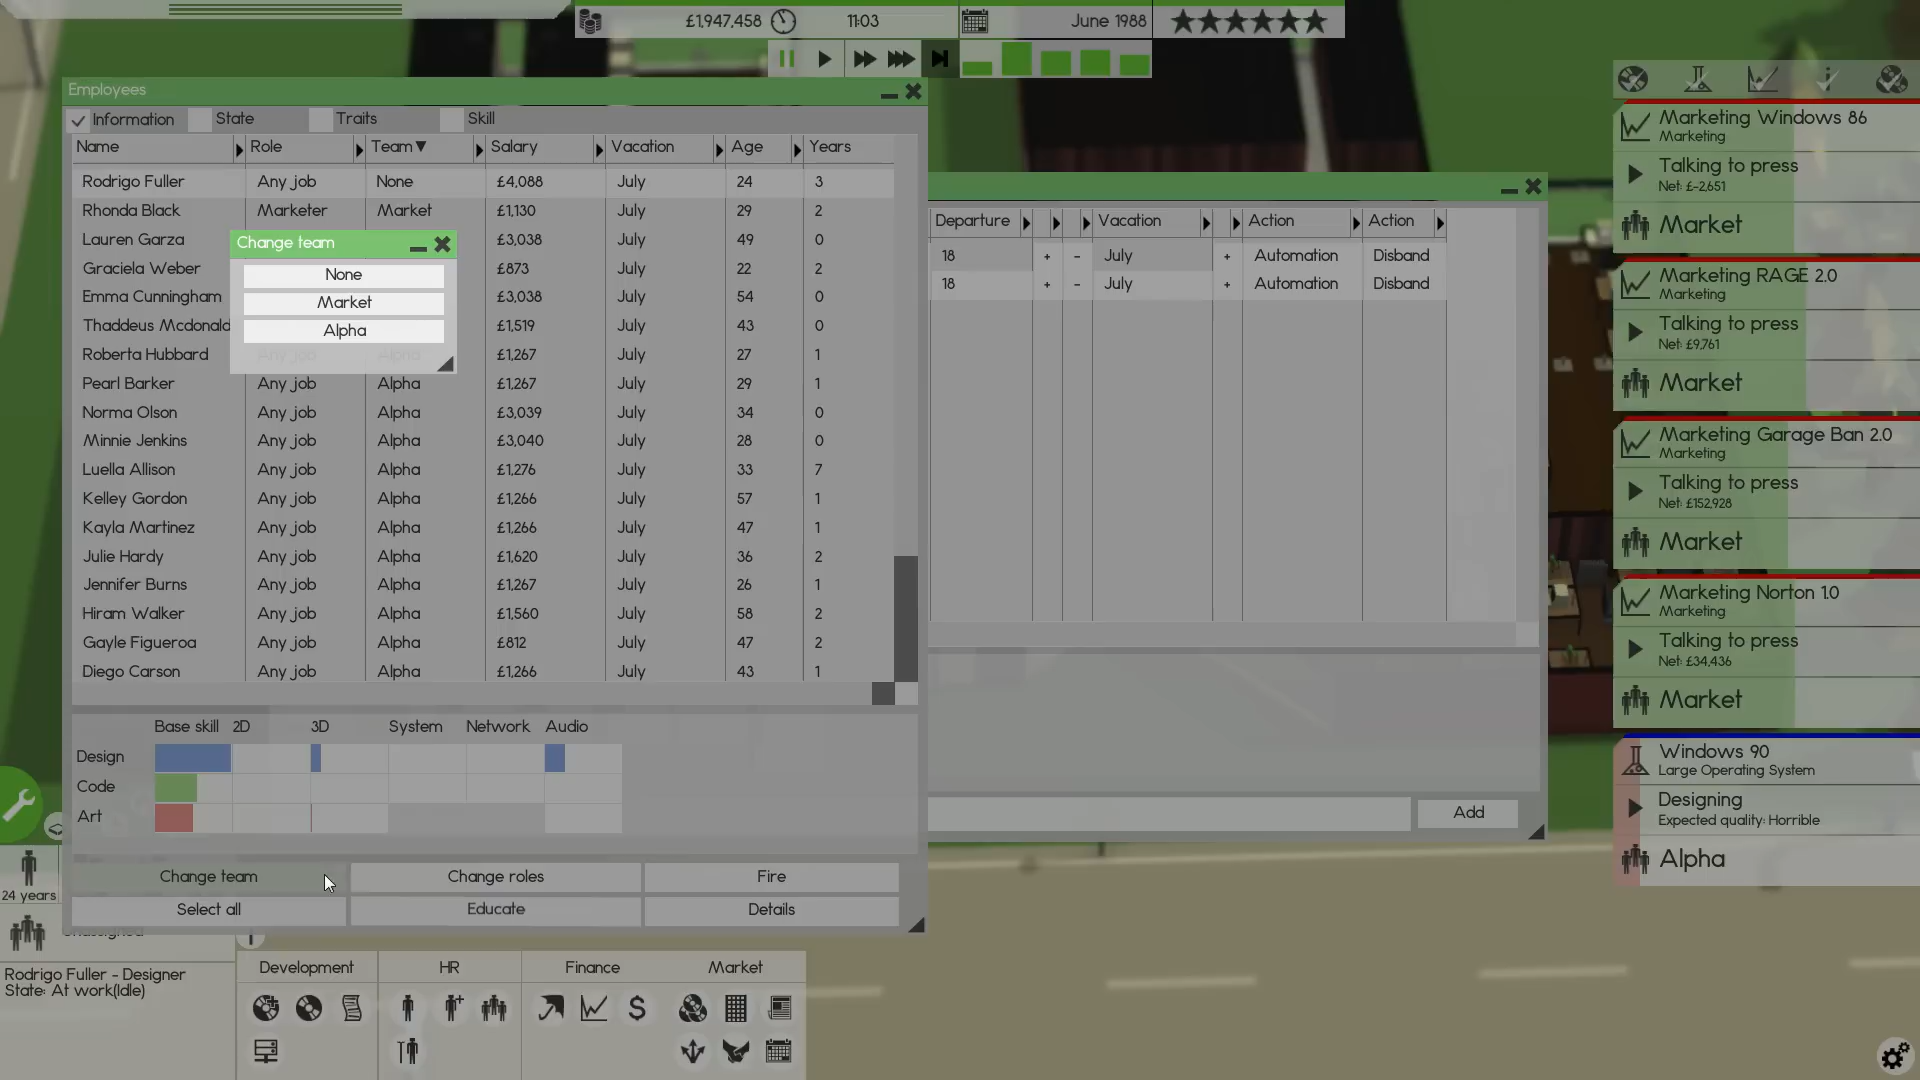 £1,947,458
11:03
June 1988
Employees
Information
State
Traits
Skill
Name Role Team Salary Vacation Age Years
Rodrigo Fuller Any job None £4,088 July 24 3
Rhonda Black Marketer Market £1,130 July 29 2
Lauren Garza £3,038 July 49 0
Graciela Weber £873 July 22 2
Emma Cunningham £3,038 July 54 0
Thaddeus Mcdonald £1,519 July 43 0
Roberta Hubbard Any job Alpha £1,267 July 27 1
Pearl Barker Any job Alpha £1,267 July 29 1
Norma Olson Any job Alpha £3,039 July 34 0
Minnie Jenkins Any job Alpha £3,040 July 28 0
Luella Allison Any job Alpha £1,276 July 33 7
Kelley Gordon Any job Alpha £1,266 July 57 1
Kayla Martinez Any job Alpha £1,266 July 47 1
Julie Hardy Any job Alpha £1,620 July 36 2
Jennifer Burns Any job Alpha £1,267 July 26 1
Hiram Walker Any job Alpha £1,560 July 58 2
Gayle Figueroa Any job Alpha £812 July 47 2
Diego Carson Any job Alpha £1,266 July 43 1
Change team
None
Market
Alpha
Base skill 2D 3D System Network Audio
Design
Code
Art
Change team Change roles Fire
Select all Educate Details
Departure Vacation Action Action
18 + - July + Automation Disband
18 + - July + Automation Disband
Add
Marketing Windows 86
Marketing
Talking to press
Net: £-2,651
Market
Marketing RAGE 2.0
Marketing
Talking to press
Net: £9,761
Market
Marketing Garage Ban 2.0
Marketing
Talking to press
Net: £152,928
Market
Marketing Norton 1.0
Marketing
Talking to press
Net: £34,436
Market
Windows 90
Large Operating System
Designing
Expected quality: Horrible
Alpha
24 years
Unassigned
Rodrigo Fuller - Designer
State: At work(Idle)
Development HR Finance Market